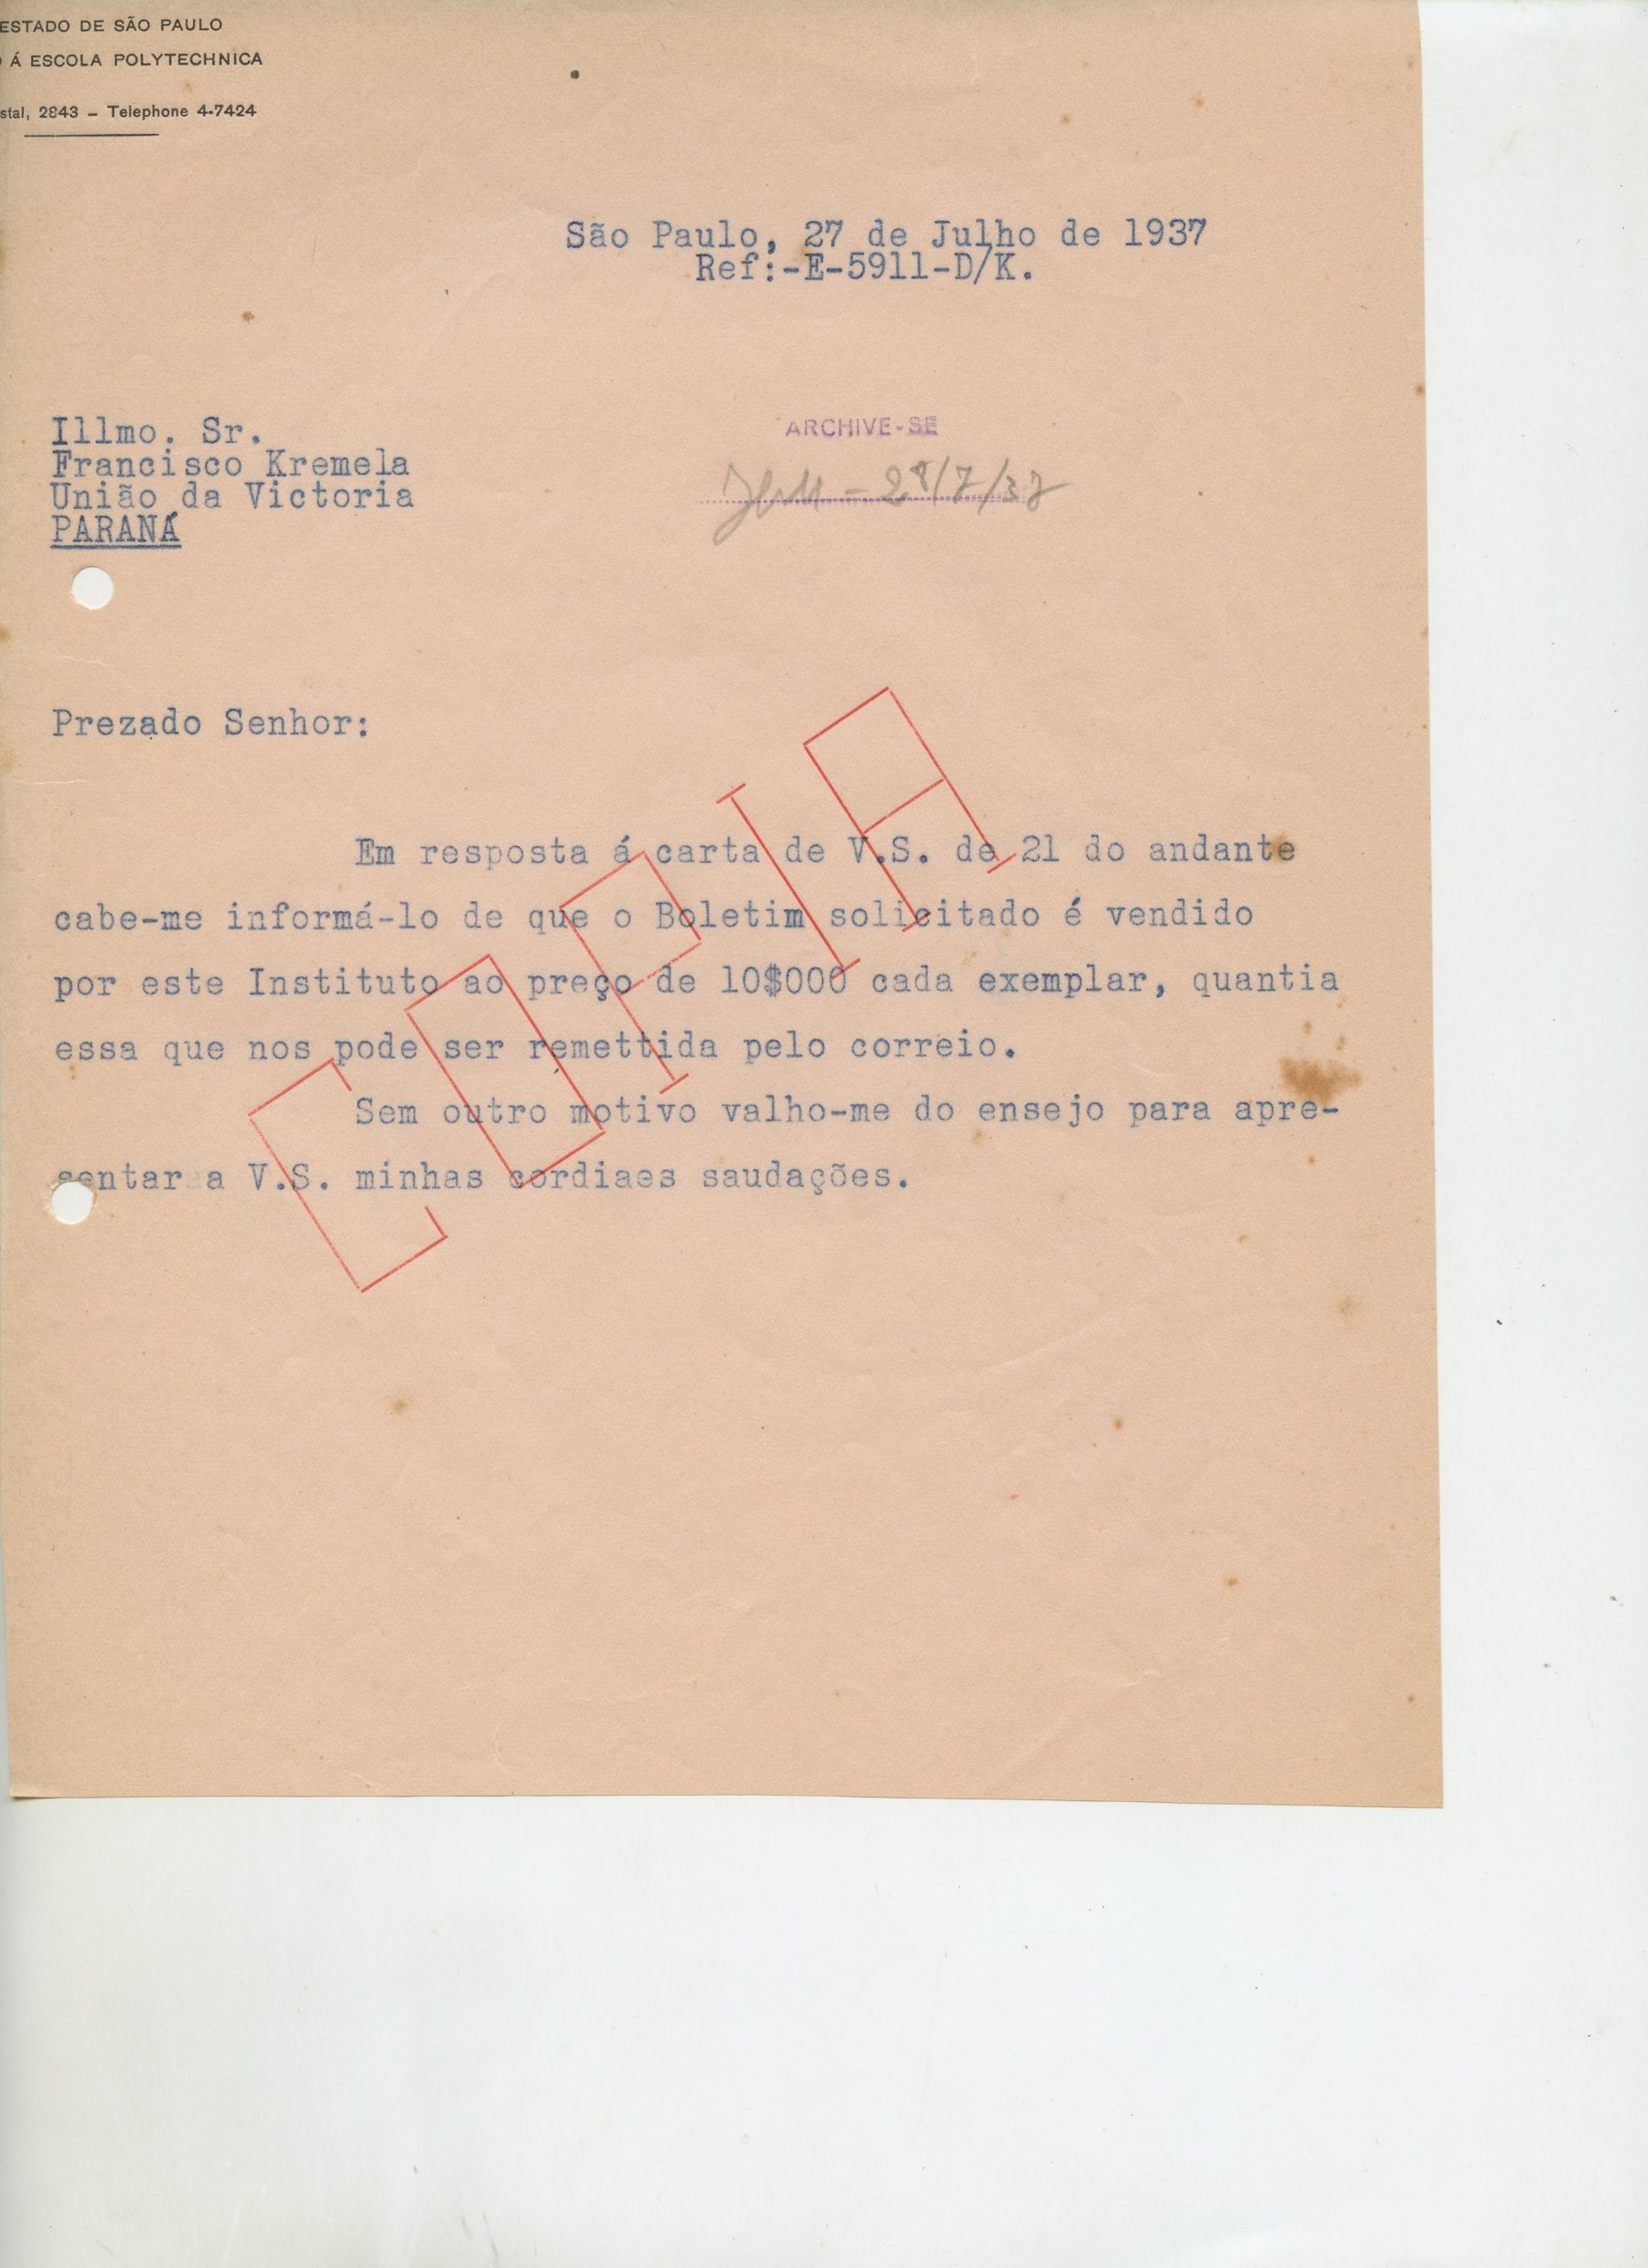 ESTADO DE SÃO PAULO
Á ESCOLA POLYTECHNICA
stal, 2843 – Telephone 4-7424
São Paulo, 27 de Julho de 1937
Ref:-E-5911-D/K.
Illmo. Sr.
Francisco Kremela
União da Victoria
PARANÁ
ARCHIVE-SE
28/7/37
Prezado Senhor:
Em resposta á carta de V.S. de 21 do andante
cabe-me informá-lo de que o Boletim solicitado é vendido
por este Instituto ao preço de 10$000 cada exemplar, quantia
essa que nos pode ser remettida pelo correio.
Sem outro motivo valho-me do ensejo para apre-
sentar a V.S. minhas cordiaes saudações.
COPIA